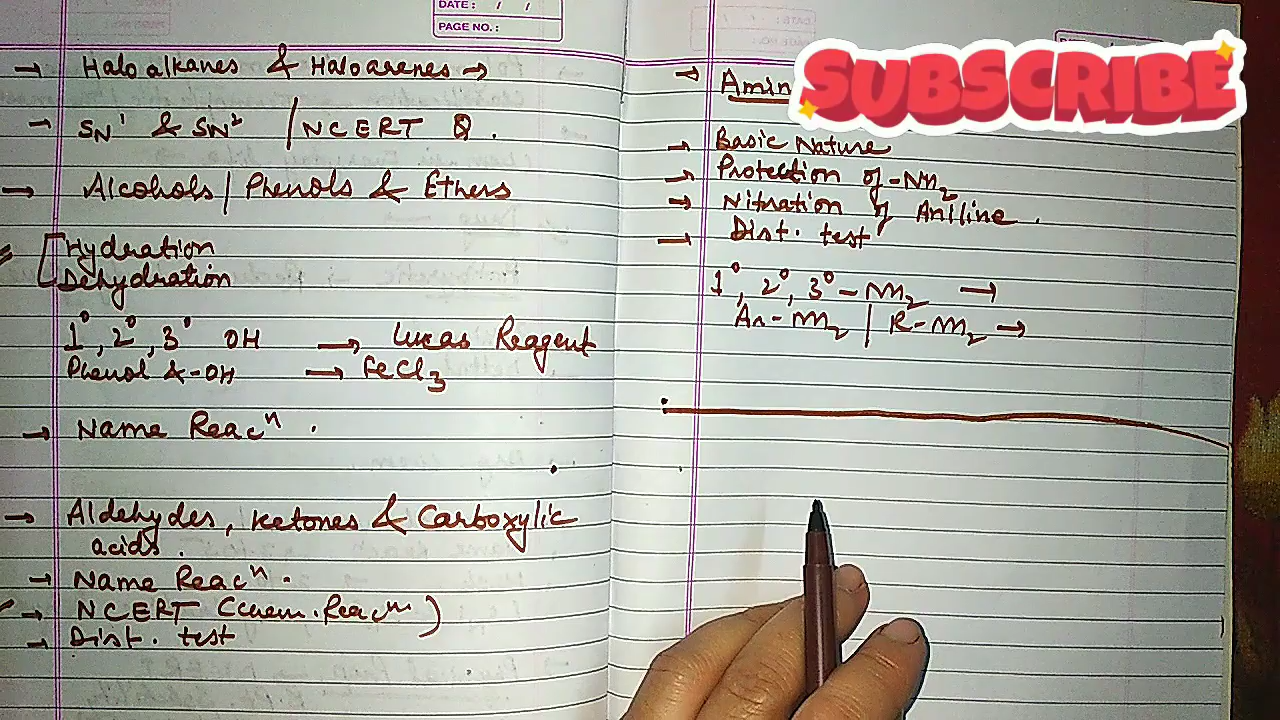 DATE: / /
PAGE NO.:
→ Haloalkanes & Haloarenes →
→ SN¹ & SN² / NCERT Q.
→ Alcohols / Phenols & Ethers
Hydration
Dehydration
1°, 2°, 3° OH → Lucas Reagent
Phenol &-OH → FeCl₃
→ Name Reacⁿ.
→ Aldehydes, Ketones & Carboxylic
acids.
→ Name Reacⁿ.
→ NCERT (chem. Reacⁿ)
→ Dist. test
→ Amin
SUBSCRIBE
→ Basic Nature
→ Protection of -NH₂
→ Nitration of Aniline.
→ Dist. test
1°, 2°, 3° - NH₂ →
Ar - NH₂ | R - NH₂ →